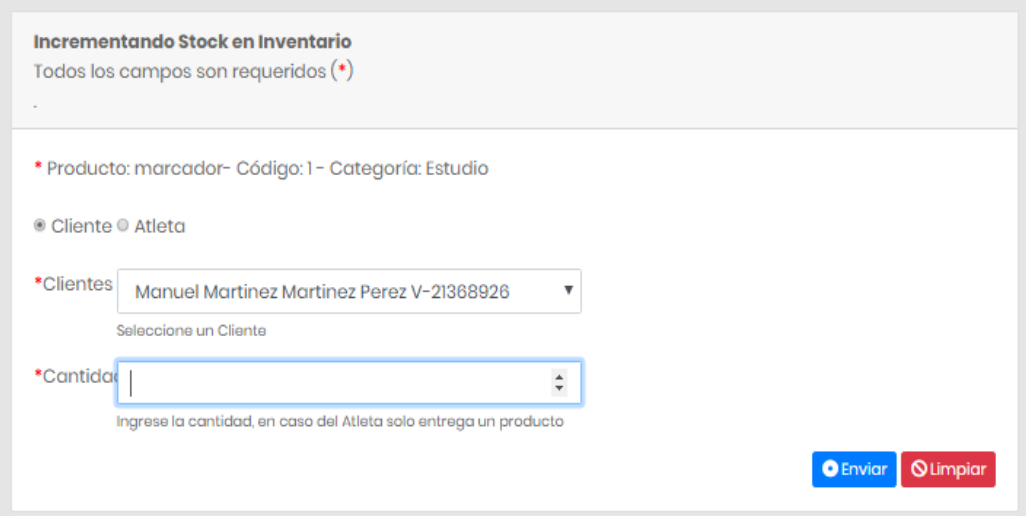 Incrementando Stock en Inventario
Todos los campos son requeridos (*)
.
* Producto: marcador- Código: 1 - Categoría: Estudio
Cliente Atleta
*Clientes Manuel Martinez Martinez Perez V-21368926
Seleccione un Cliente
*Cantidad
Ingrese la cantidad, en caso del Atleta solo entrega un producto
Enviar Limpiar